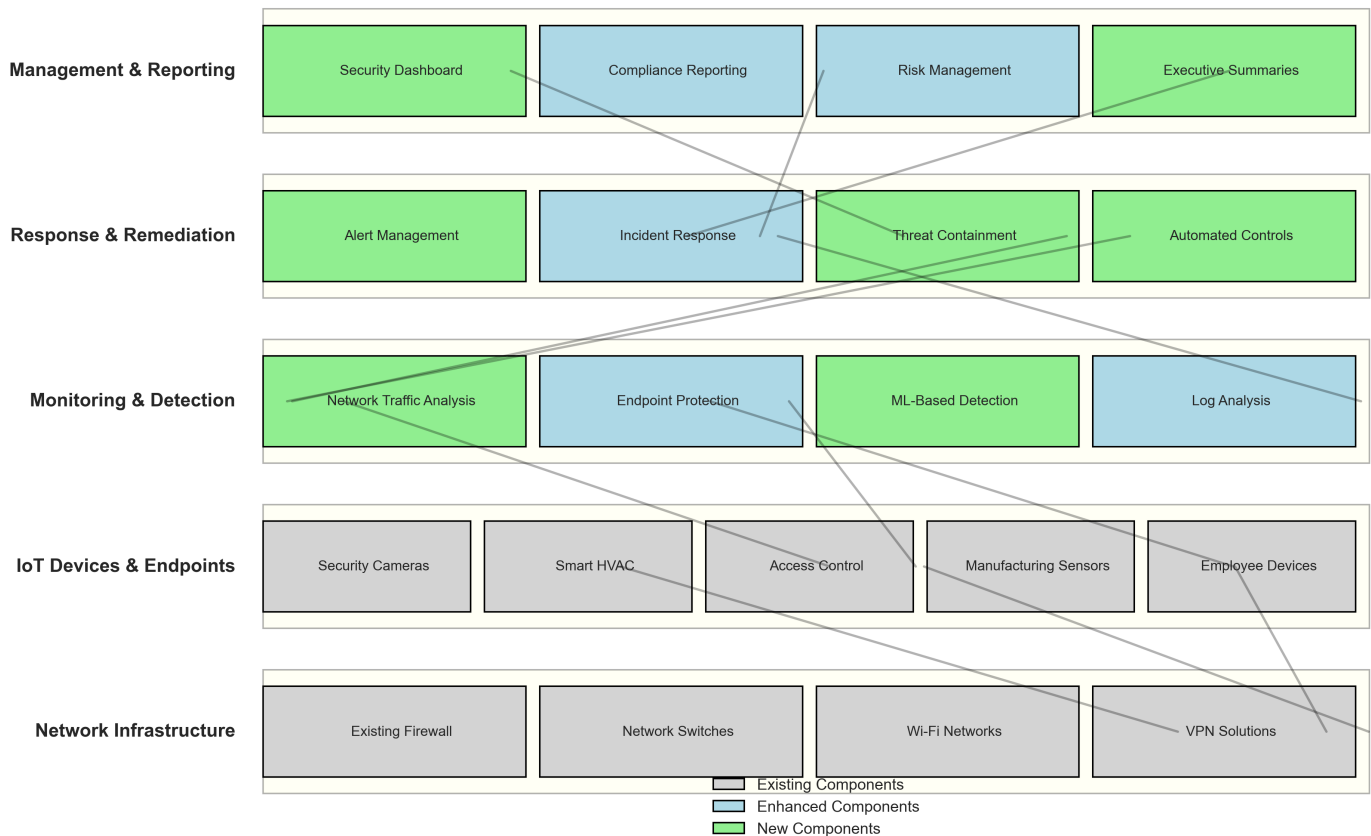 Management & Reporting
Security Dashboard
Compliance Reporting
Risk Management
Executive Summaries
Response & Remediation
Alert Management
Incident Response
Threat Containment
Automated Controls
Monitoring & Detection
Network Traffic Analysis
Endpoint Protection
ML-Based Detection
Log Analysis
IoT Devices & Endpoints
Security Cameras
Smart HVAC
Access Control
Manufacturing Sensors
Employee Devices
Network Infrastructure
Existing Firewall
Network Switches
Wi-Fi Networks
VPN Solutions
Existing Components
Enhanced Components
New Components